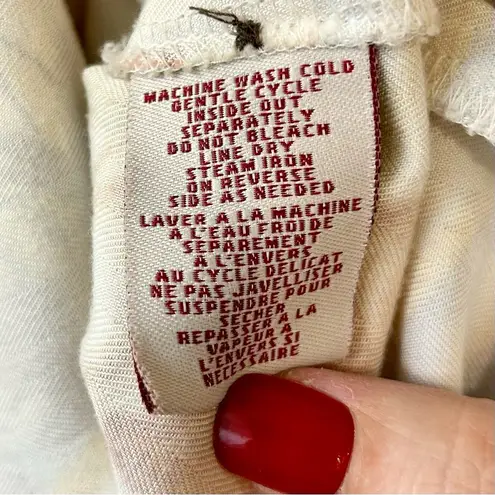 MACHINE WASH COLD
GENTLE CYCLE
INSIDE OUT
SEPARATELY
DO NOT BLEACH
LINE DRY
STEAM IRON
ON REVERSE
SIDE AS NEEDED
LAVER A LA MACHINE
A L'EAU FROIDE
SEPAREMENT
A L'ENVERS
AU CYCLE DELICAT
NE PAS JAVELLISER
SUSPENDRE POUR
SECHER
REPASSER A LA
VAPEUR A
L'ENVERS SI
NECESSAIRE